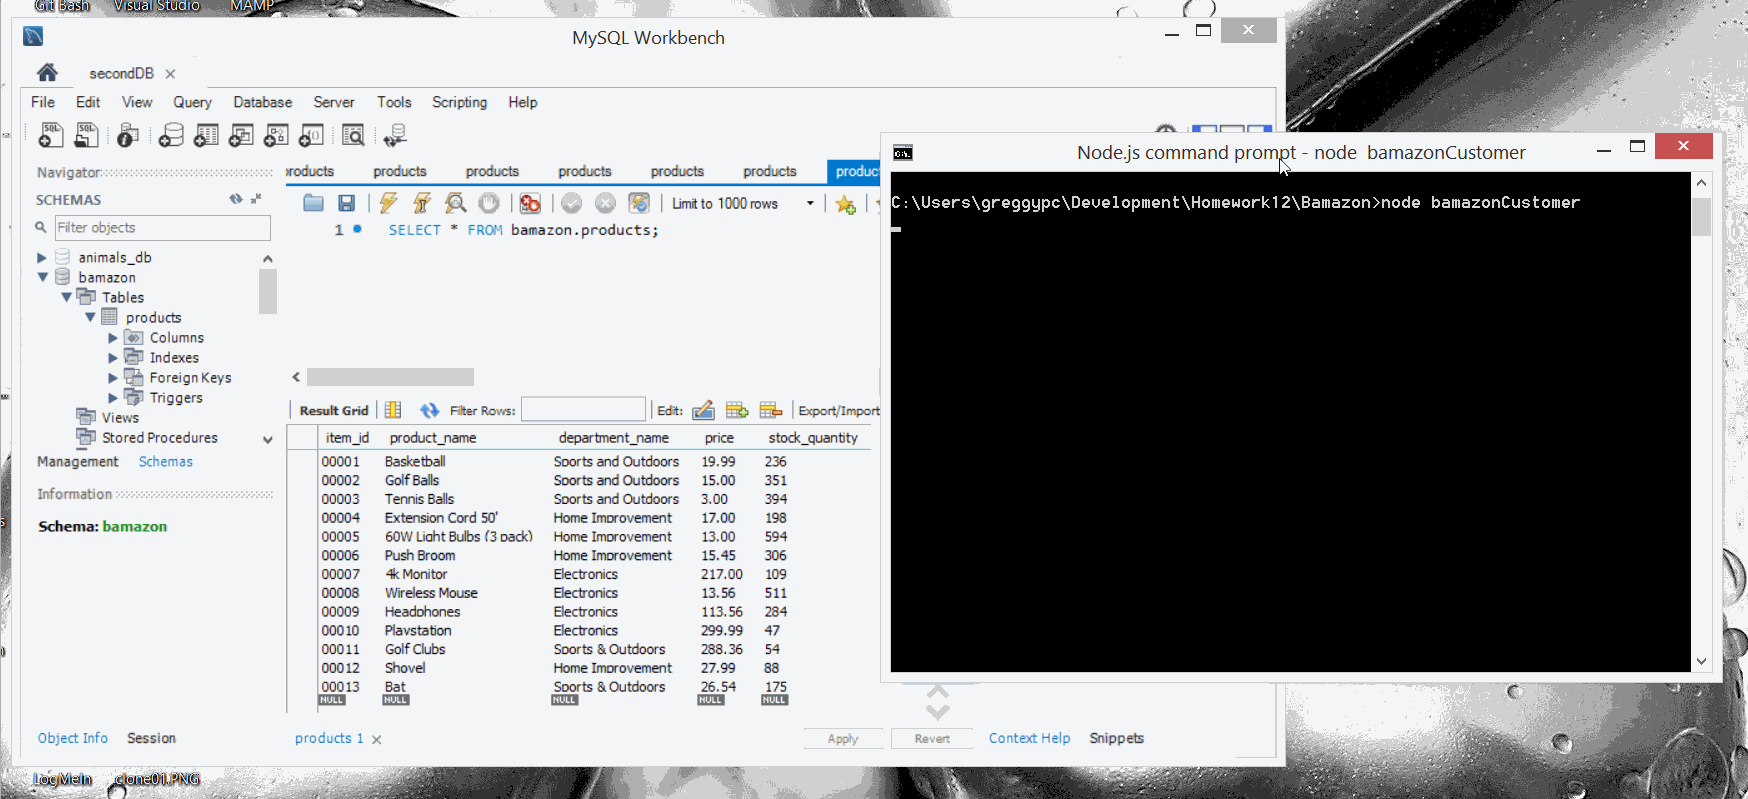 Git Bash Visual Studio MAMP
MySQL Workbench
secondDB
File Edit View Query Database Server Tools Scripting Help
Navigator
products products products products products products product
SCHEMAS
Limit to 1000 rows
Filter objects
1 SELECT * FROM bamazon.products;
animals_db
bamazon
Tables
products
Columns
Indexes
Foreign Keys
Triggers
Views
Stored Procedures
Management Schemas
Information
Schema: bamazon
Result Grid Filter Rows: Edit: Export/Import
item_id product_name department_name price stock_quantity
00001 Basketball Sports and Outdoors 19.99 236
00002 Golf Balls Sports and Outdoors 15.00 351
00003 Tennis Balls Sports and Outdoors 3.00 394
00004 Extension Cord 50' Home Improvement 17.00 198
00005 60W Light Bulbs (3 pack) Home Improvement 13.00 594
00006 Push Broom Home Improvement 15.45 306
00007 4k Monitor Electronics 217.00 109
00008 Wireless Mouse Electronics 13.56 511
00009 Headphones Electronics 113.56 284
00010 Playstation Electronics 299.99 47
00011 Golf Clubs Sports & Outdoors 288.36 54
00012 Shovel Home Improvement 27.99 88
00013 Bat Sports & Outdoors 26.54 175
NULL NULL NULL NULL NULL
Object Info Session
products 1
Apply Revert Context Help Snippets
Node.js command prompt - node bamazonCustomer
C:\Users\greggypc\Development\Homework12\Bamazon>node bamazonCustomer
LogMeIn clone01.PNG